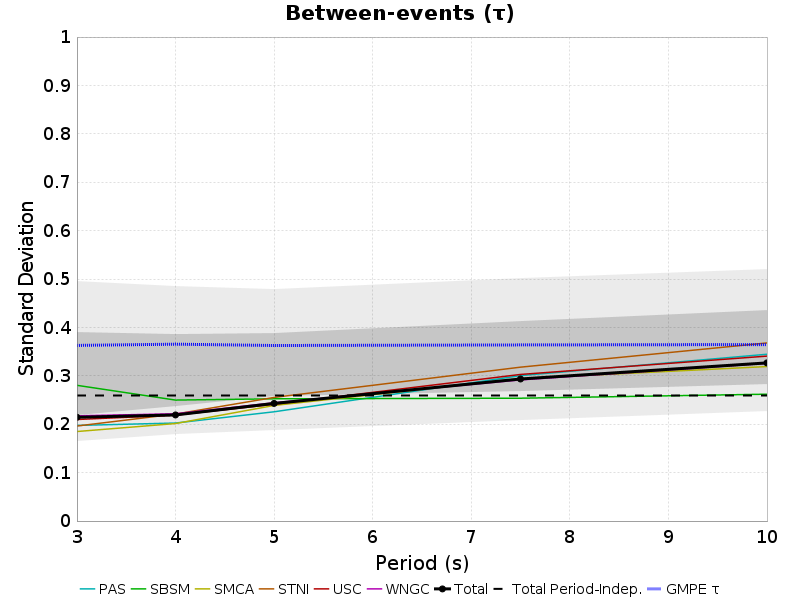 Between-events (τ)
Standard Deviation
1
0.9
0.8
0.7
0.6
0.5
0.4
0.3
0.2
0.1
0
3 4 5 6 7 8 9 10
Period (s)
PAS SBSM SMCA STNI USC WNGC Total Total Period-Indep. GMPE τ